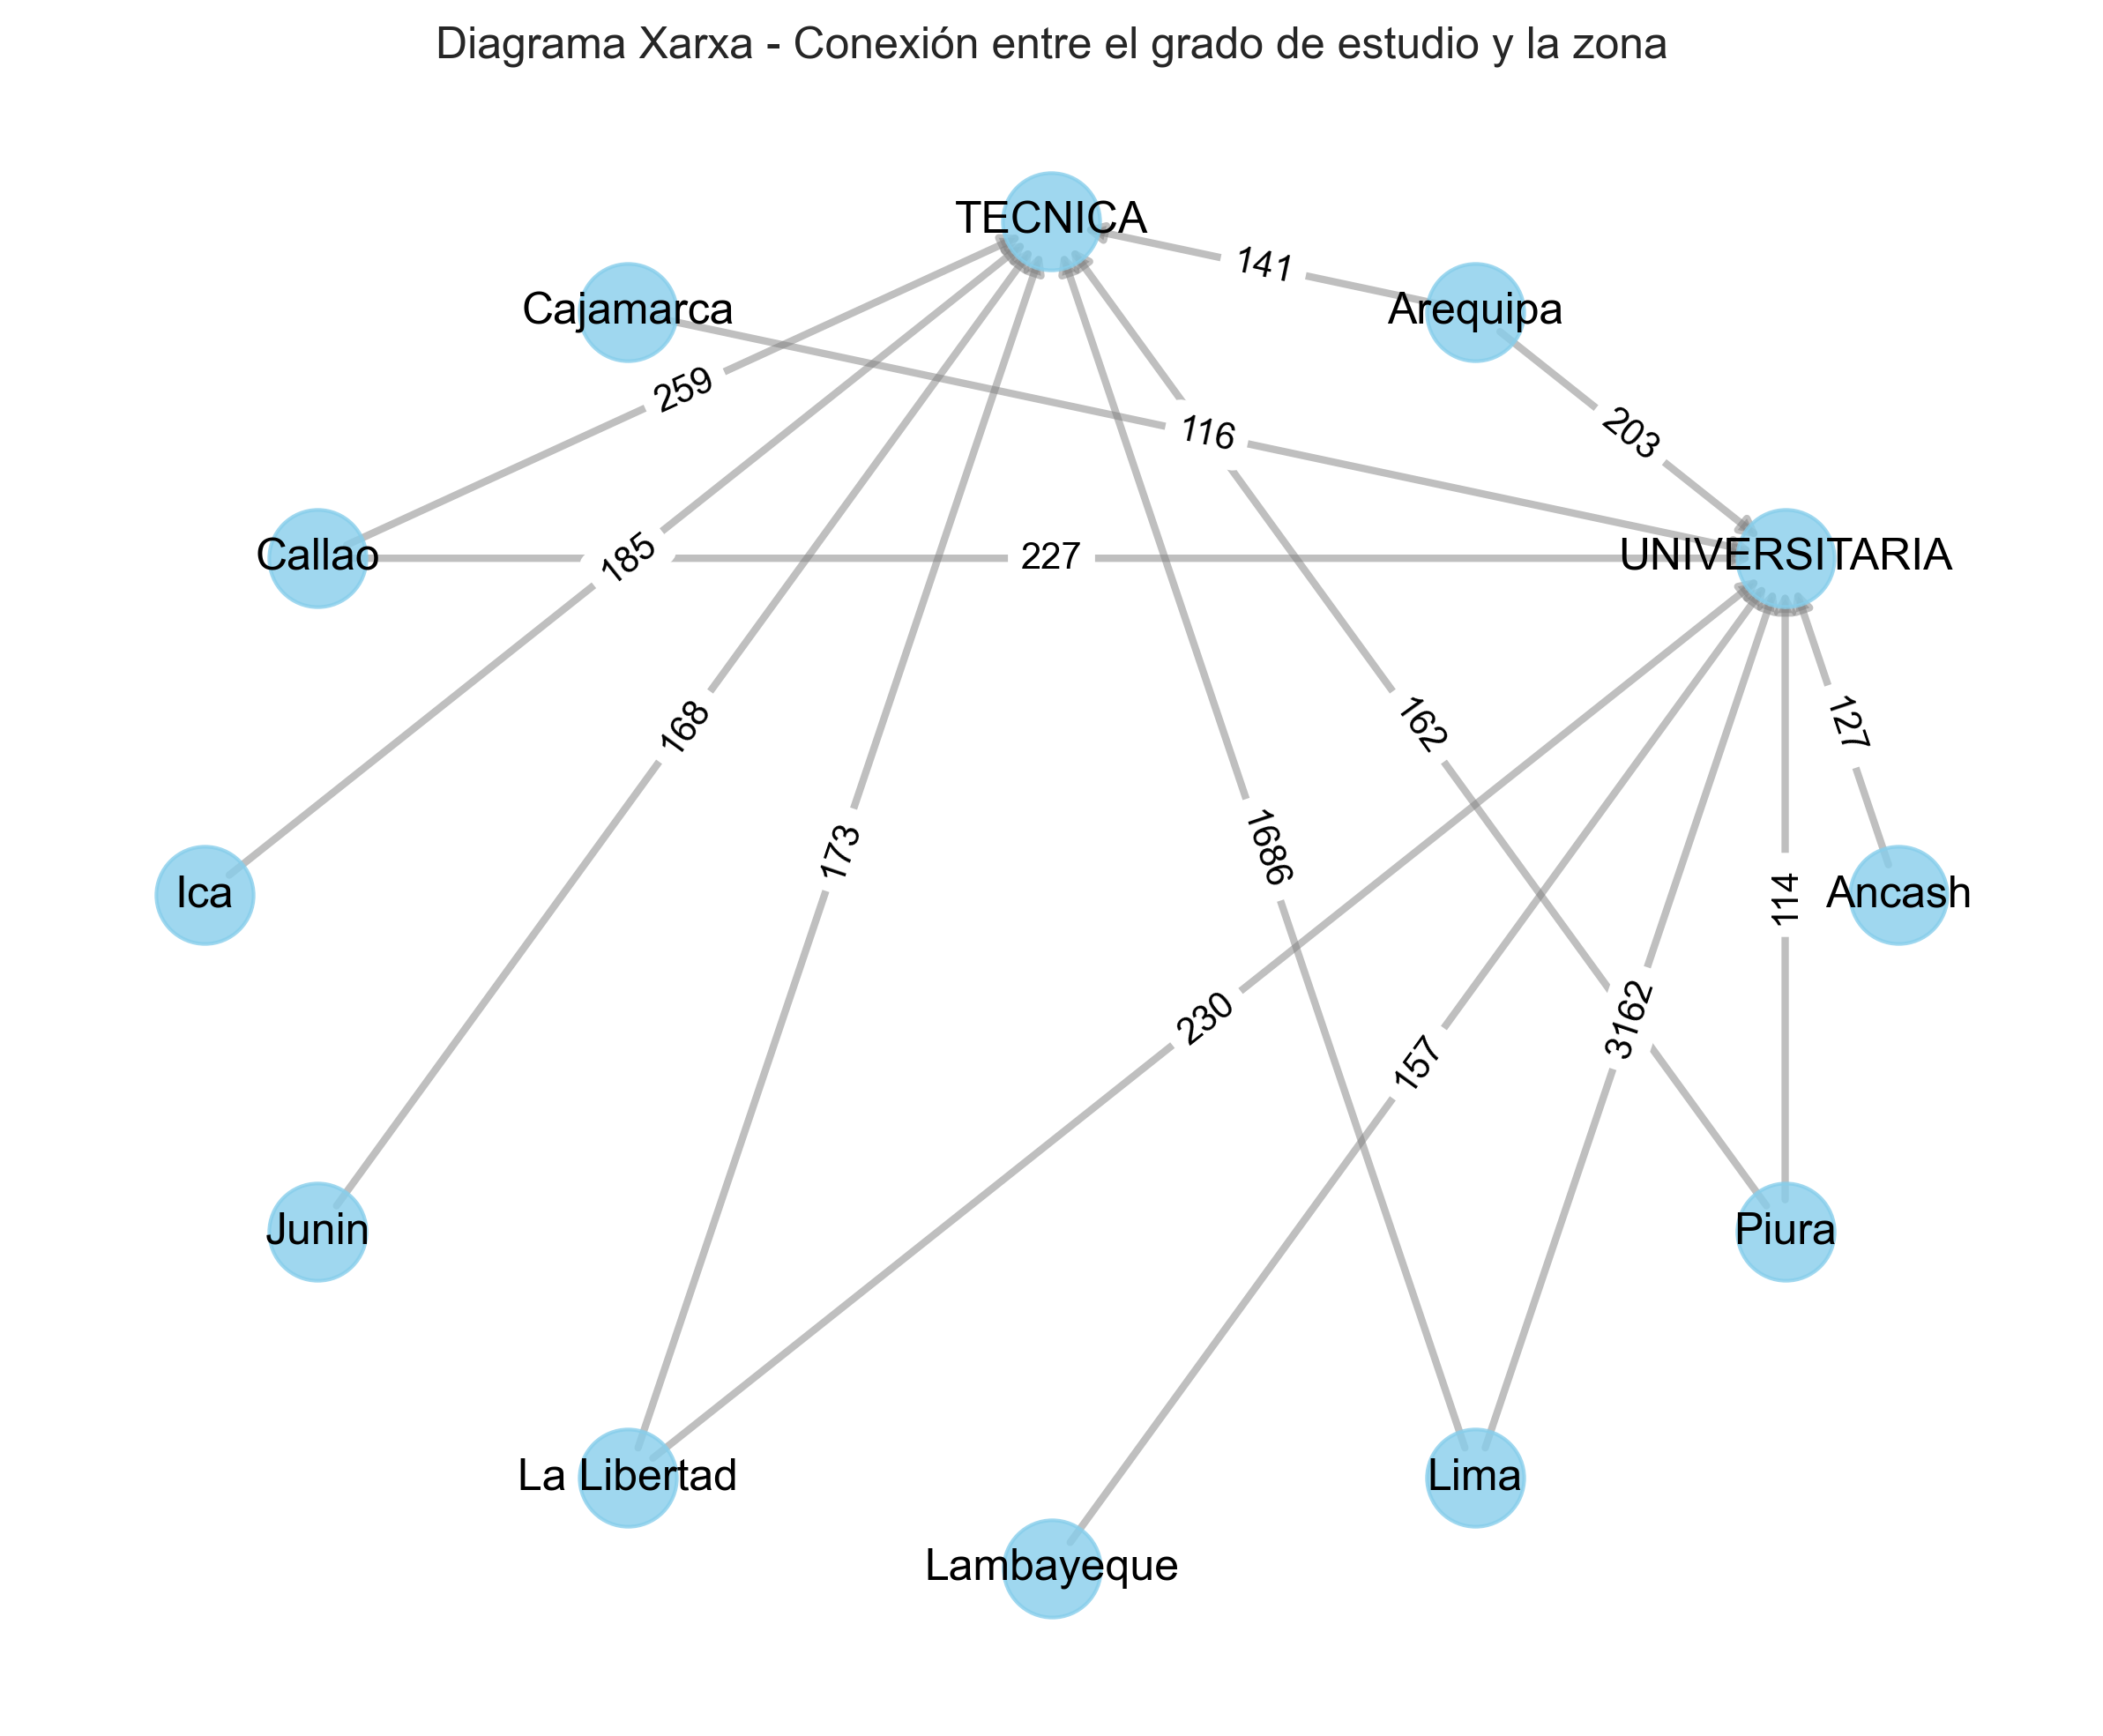 Diagrama Xarxa - Conexión entre el grado de estudio y la zona
TECNICA
141
Cajamarca
Arequipa
259
116
203
Callao
185
227
UNIVERSITARIA
168
162
127
173
1686
Ica
114
Ancash
230
157
3162
Junin
Piura
La Libertad
Lima
Lambayeque